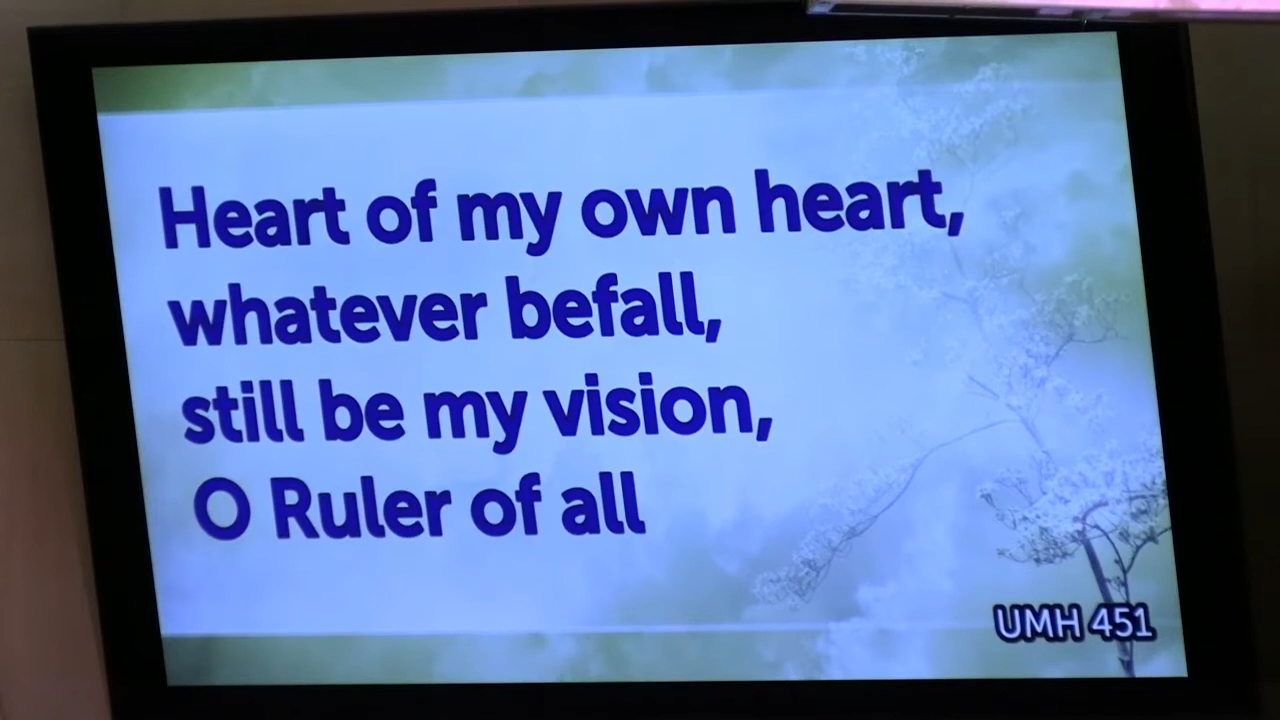 Heart of my own heart,
whatever befall,
still be my vision,
O Ruler of all
UMH 451